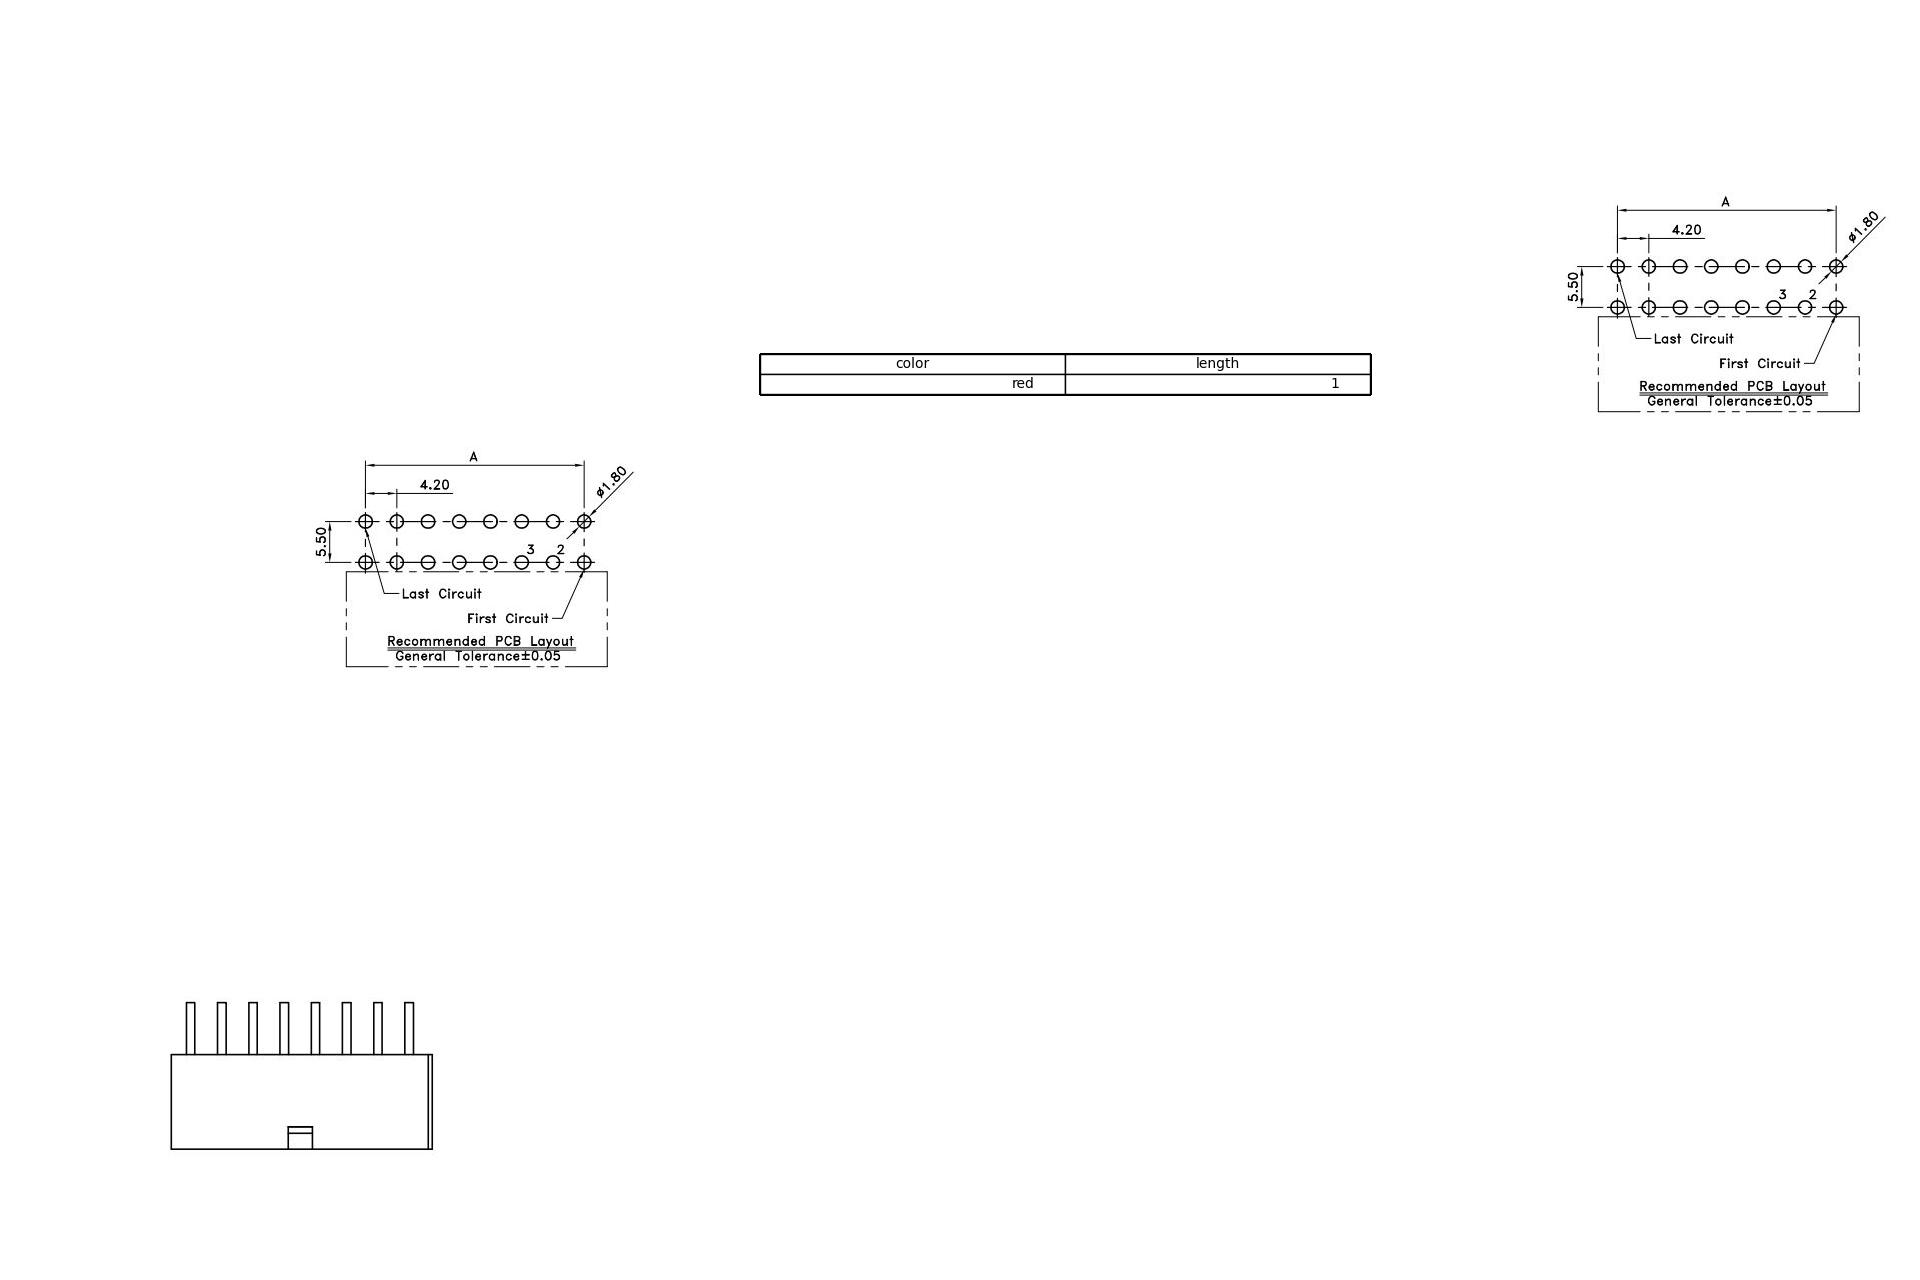 A
4.20
ø1.80
5.50
3 2
Last Circuit
First Circuit
Recommended PCB Layout
General Tolerance±0.05
color length
red 1
A
4.20
ø1.80
5.50
3 2
Last Circuit
First Circuit
Recommended PCB Layout
General Tolerance±0.05